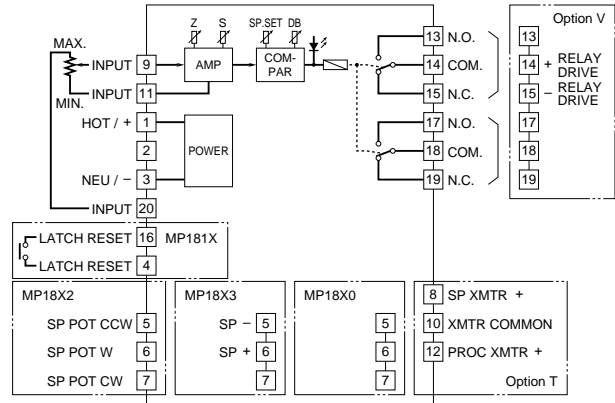 Z S SP.SET DB
Option V
MAX.
INPUT 9
AMP
COM-
PAR
13 N.O.
14 COM.
15 N.C.
13
14 + RELAY
DRIVE
15 – RELAY
DRIVE
17
18
19
INPUT 11
MIN.
HOT / + 1
2
POWER
NEU / – 3
INPUT 20
17 N.O.
18 COM.
19 N.C.
LATCH RESET 16
MP181X
LATCH RESET 4
MP18X2
SP POT CCW 5
SP POT W 6
SP POT CW 7
MP18X3
SP – 5
SP + 6
7
MP18X0
5
6
7
8 SP XMTR +
10 XMTR COMMON
12 PROC XMTR +
Option T